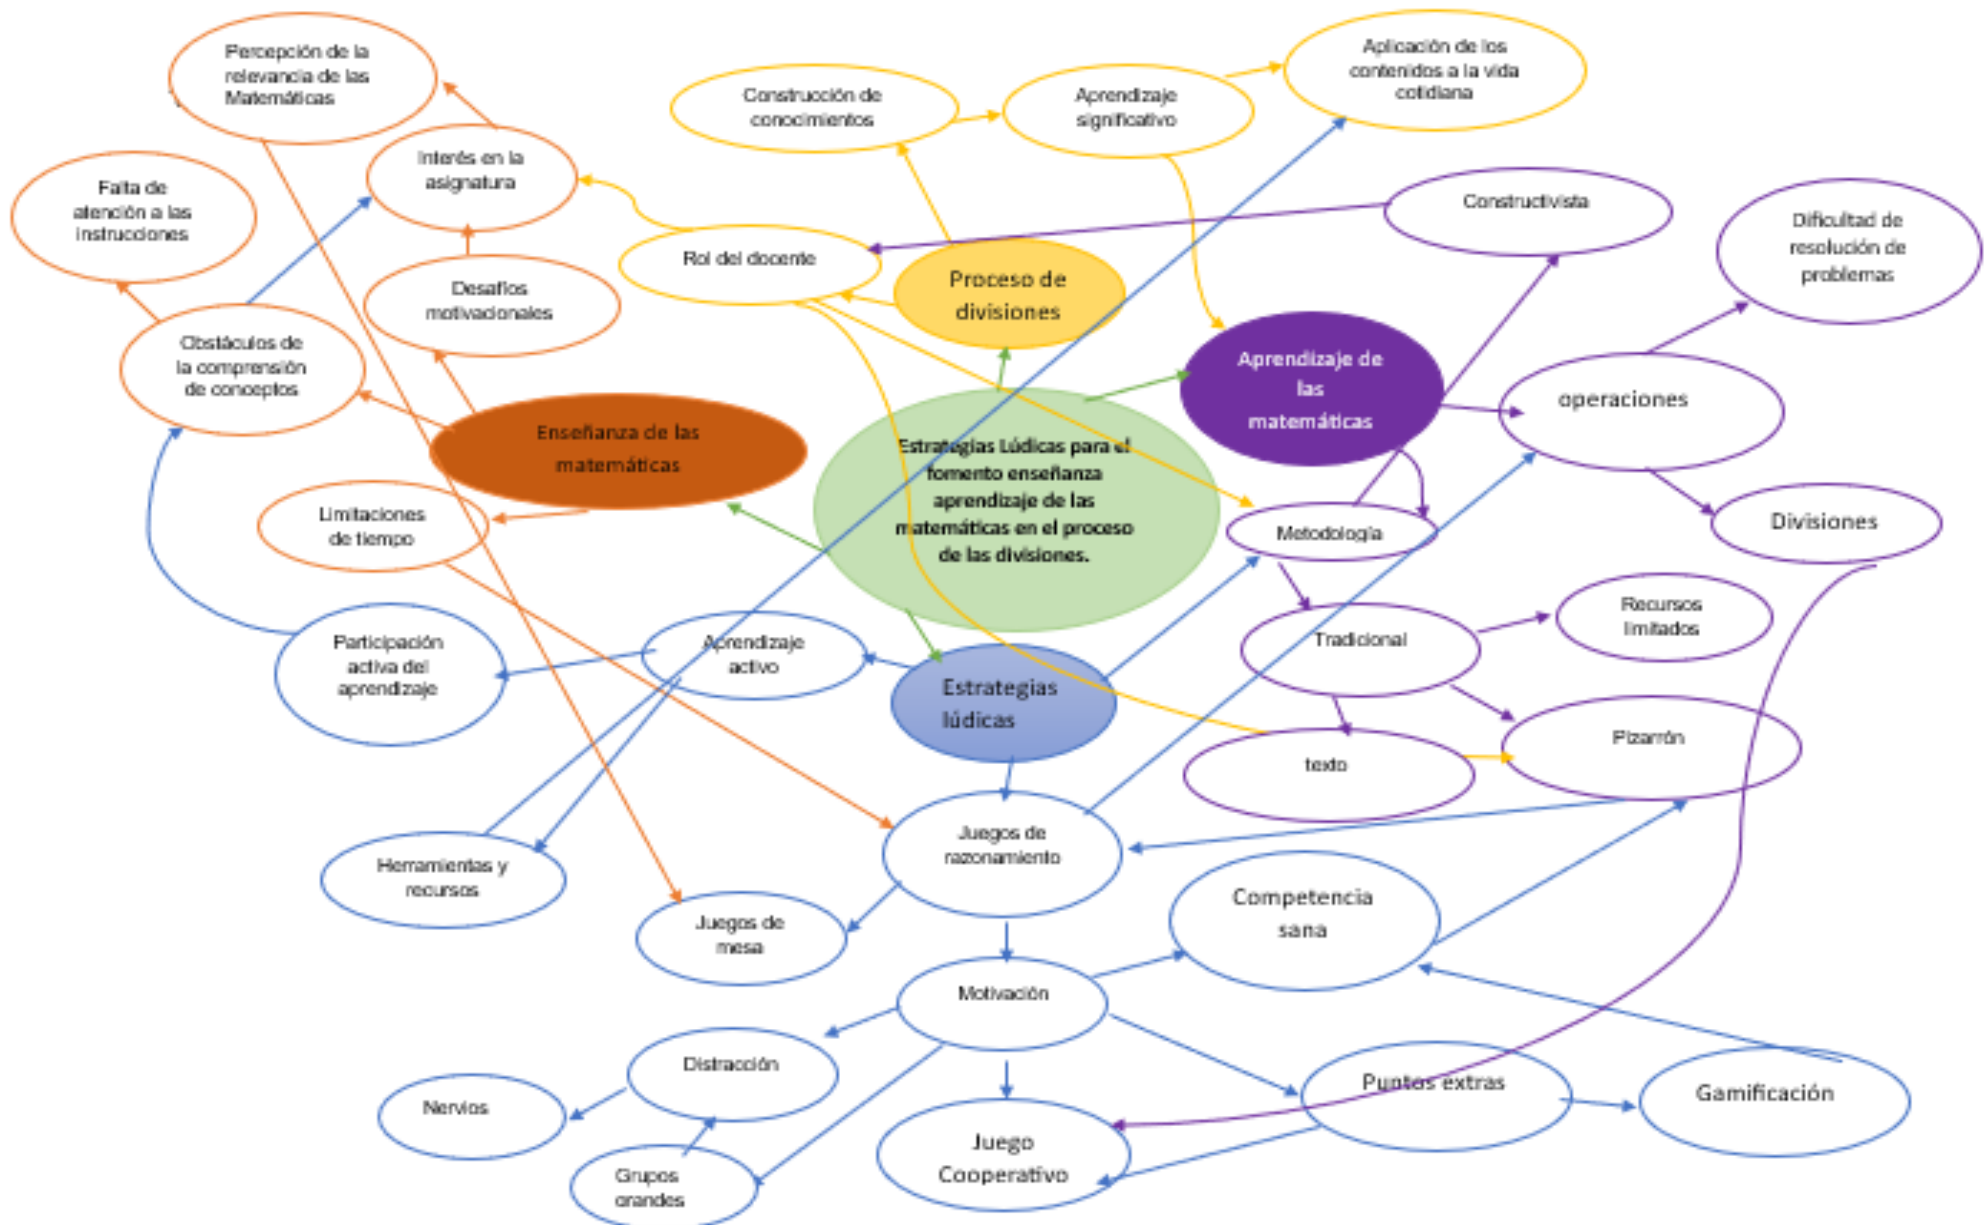 Percepción de la
relevancia de las
Matemáticas
Aplicación de los
contenidos a la vida
cotidiana
Construcción de
conocimientos
Aprendizaje
significativo
Interés en la
asignatura
Falta de
atención a las
instrucciones
Constructivista
Dificultad de
resolución de
problemas
Rol del docente
Proceso de
divisiones
Desafíos
motivacionales
Obstáculos de
la comprensión
de conceptos
Aprendizaje de
las
matemáticas
operaciones
Enseñanza de las
matemáticas
Estrategias Lúdicas para el
fomento enseñanza
aprendizaje de las
matemáticas en el proceso
de las divisiones.
Limitaciones
de tiempo
Metodología
Divisiones
Recursos
limitados
Participación
activa del
aprendizaje
Aprendizaje
activo
Tradicional
Estrategias
lúdicas
Pizarrón
texto
Juegos de
razonamiento
Herramientas y
recursos
Competencia
sana
Juegos de
mesa
Motivación
Distracción
Puntos extras
Gamificación
Nervios
Juego
Cooperativo
Grupos
grandes